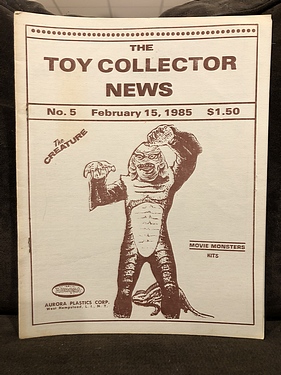 THE
TOY COLLECTOR
NEWS
No. 5 February 15, 1985 $1.50
The
CREATURE
MOVIE MONSTERS
KITS
AURORA PLASTICS CORP.
West Hempstead, L. I., N. Y.